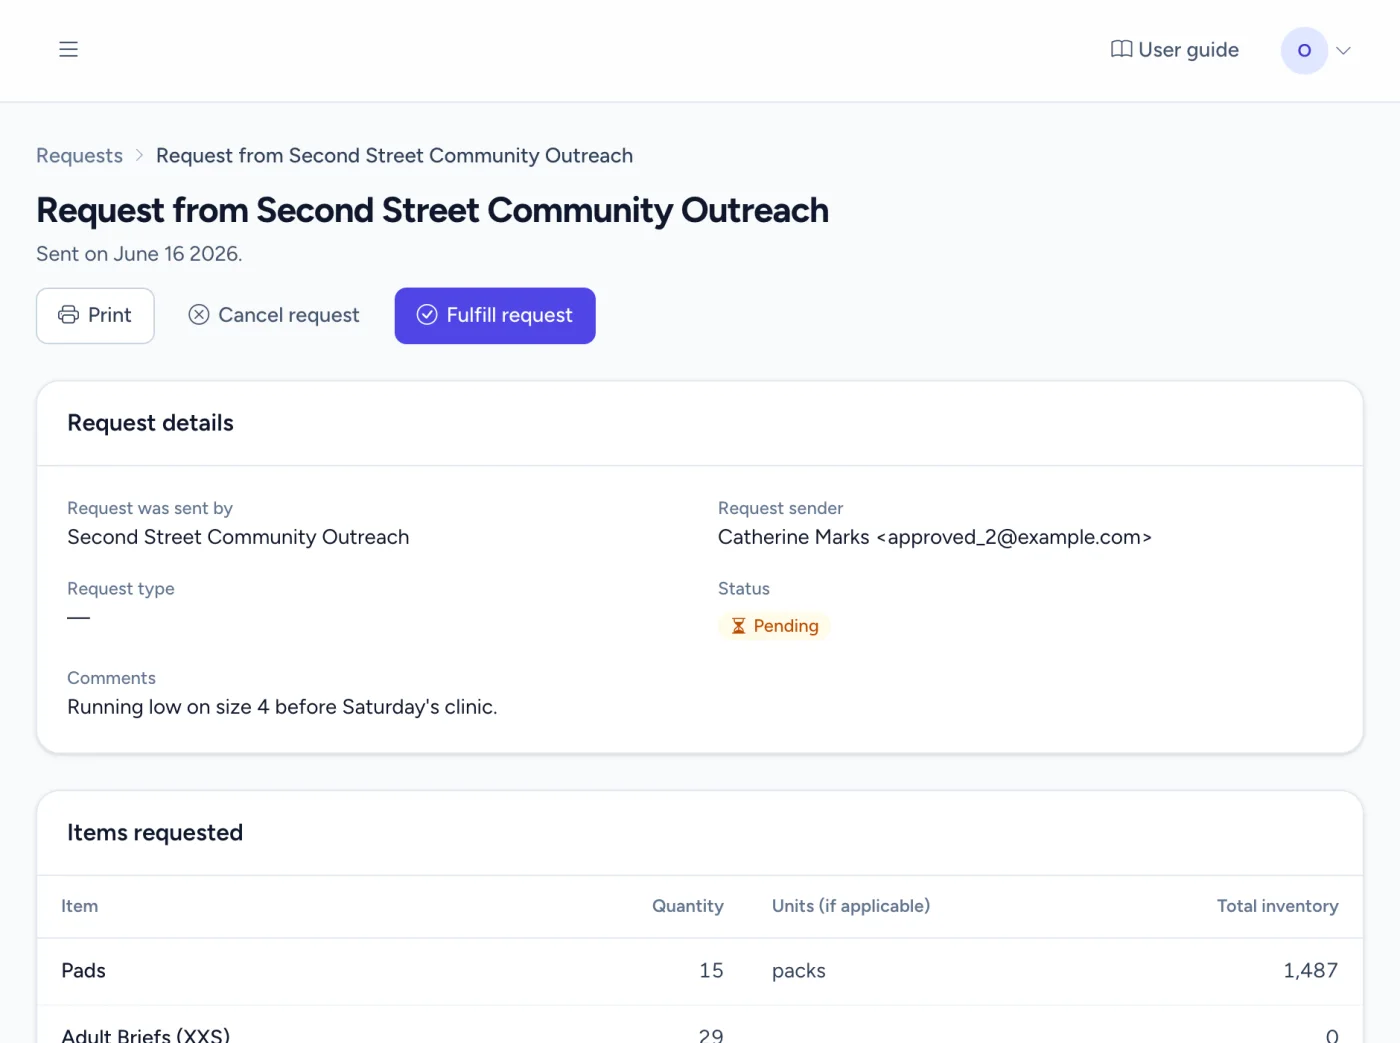 User guide
O
Requests > Request from Second Street Community Outreach
Request from Second Street Community Outreach
Sent on June 16 2026.
Print
Cancel request
Fulfill request
Request details
Request was sent by
Second Street Community Outreach
Request sender
Catherine Marks <approved_2@example.com>
Request type
—
Status
Pending
Comments
Running low on size 4 before Saturday's clinic.
Items requested
Item Quantity Units (if applicable) Total inventory
Pads 15 packs 1,487
Adult Briefs (XXS) 29 0